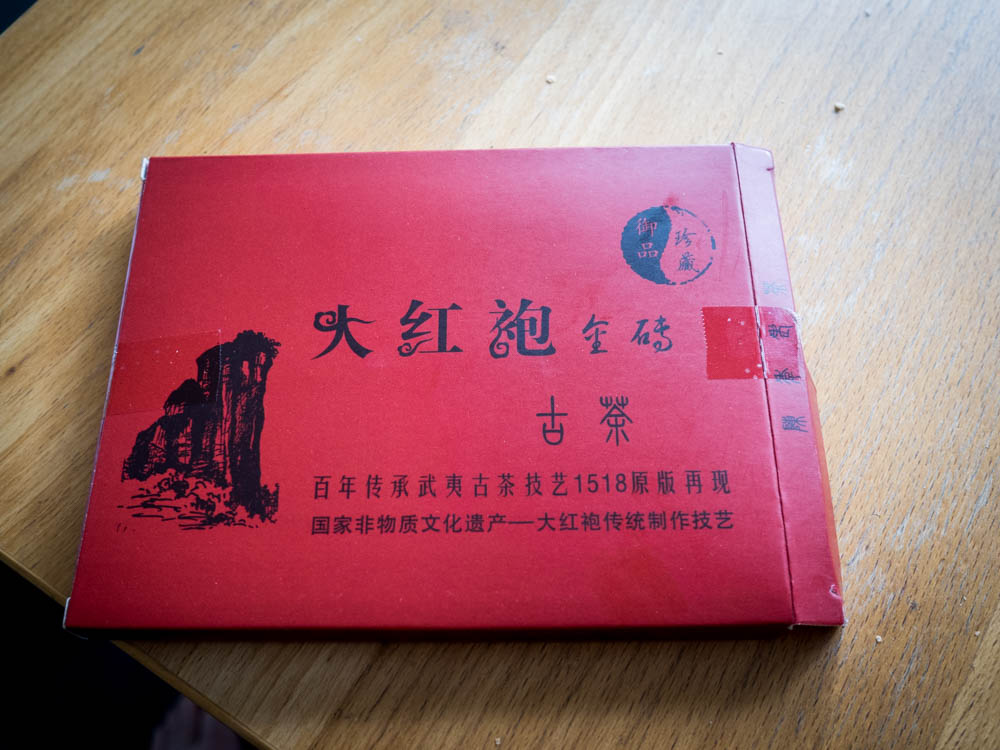 御品
珍藏
大红袍 金砖
古茶
百年传承武夷古茶技艺1518原版再现
国家非物质文化遗产——大红袍传统制作技艺